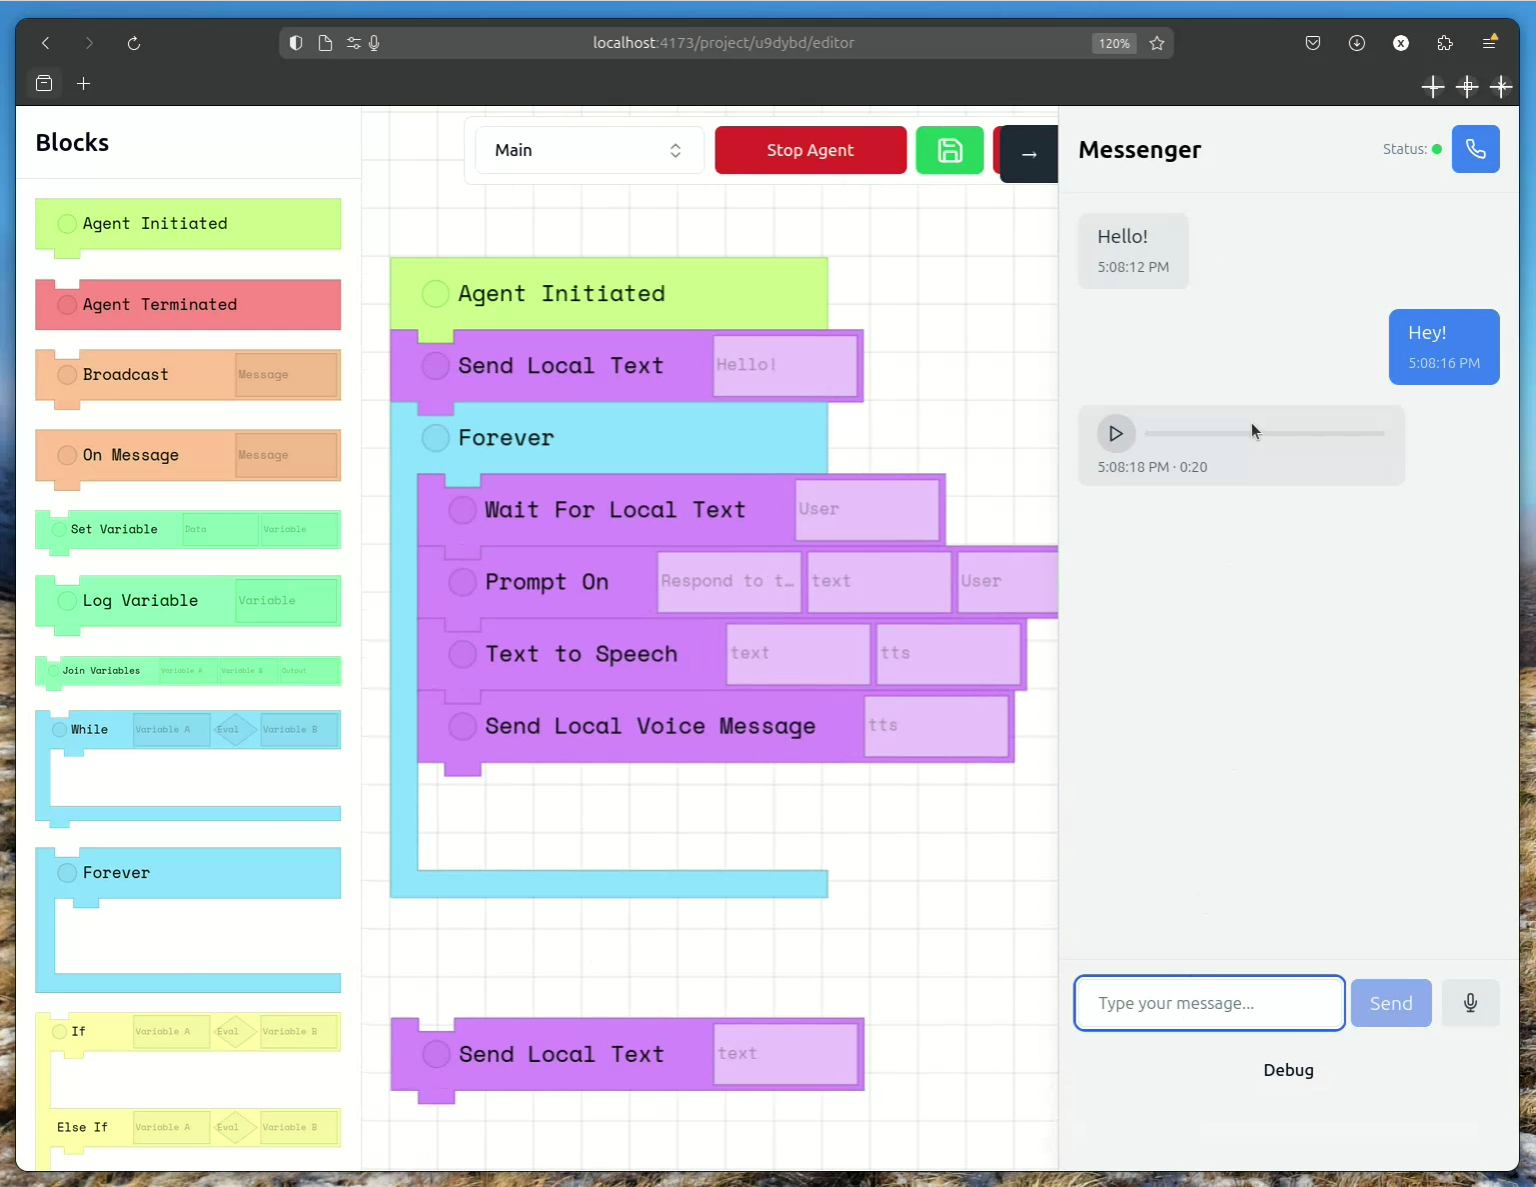 localhost:4173/project/u9dybd/editor
120%
Blocks
Agent Initiated
Agent Terminated
Broadcast Message
On Message Message
Set Variable Data Variable
Log Variable Variable
Join Variables Variable A Variable B Output
While Variable A Eval Variable B
Forever
If Variable A Eval Variable B
Else If Variable A Eval Variable B
Main
Stop Agent
→
Agent Initiated
Send Local Text Hello!
Forever
Wait For Local Text User
Prompt On Respond to t… text User
Text to Speech text tts
Send Local Voice Message tts
Send Local Text text
Messenger
Status:
Hello!
5:08:12 PM
Hey!
5:08:16 PM
5:08:18 PM · 0:20
Type your message...
Send
Debug